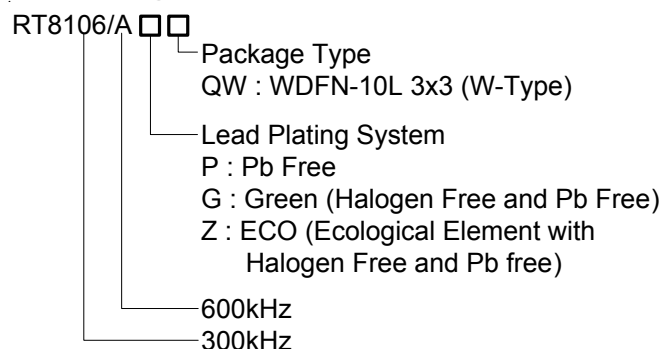 RT8106/A
Package Type
QW : WDFN-10L 3x3 (W-Type)
Lead Plating System
P : Pb Free
G : Green (Halogen Free and Pb Free)
Z : ECO (Ecological Element with
Halogen Free and Pb free)
600kHz
300kHz